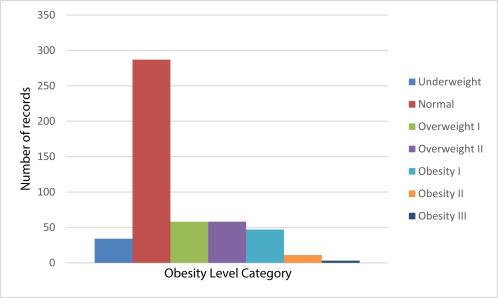 350
300
250
200
150
100
50
0
Number of records
Obesity Level Category
Underweight
Normal
Overweight I
Overweight II
Obesity I
Obesity II
Obesity III